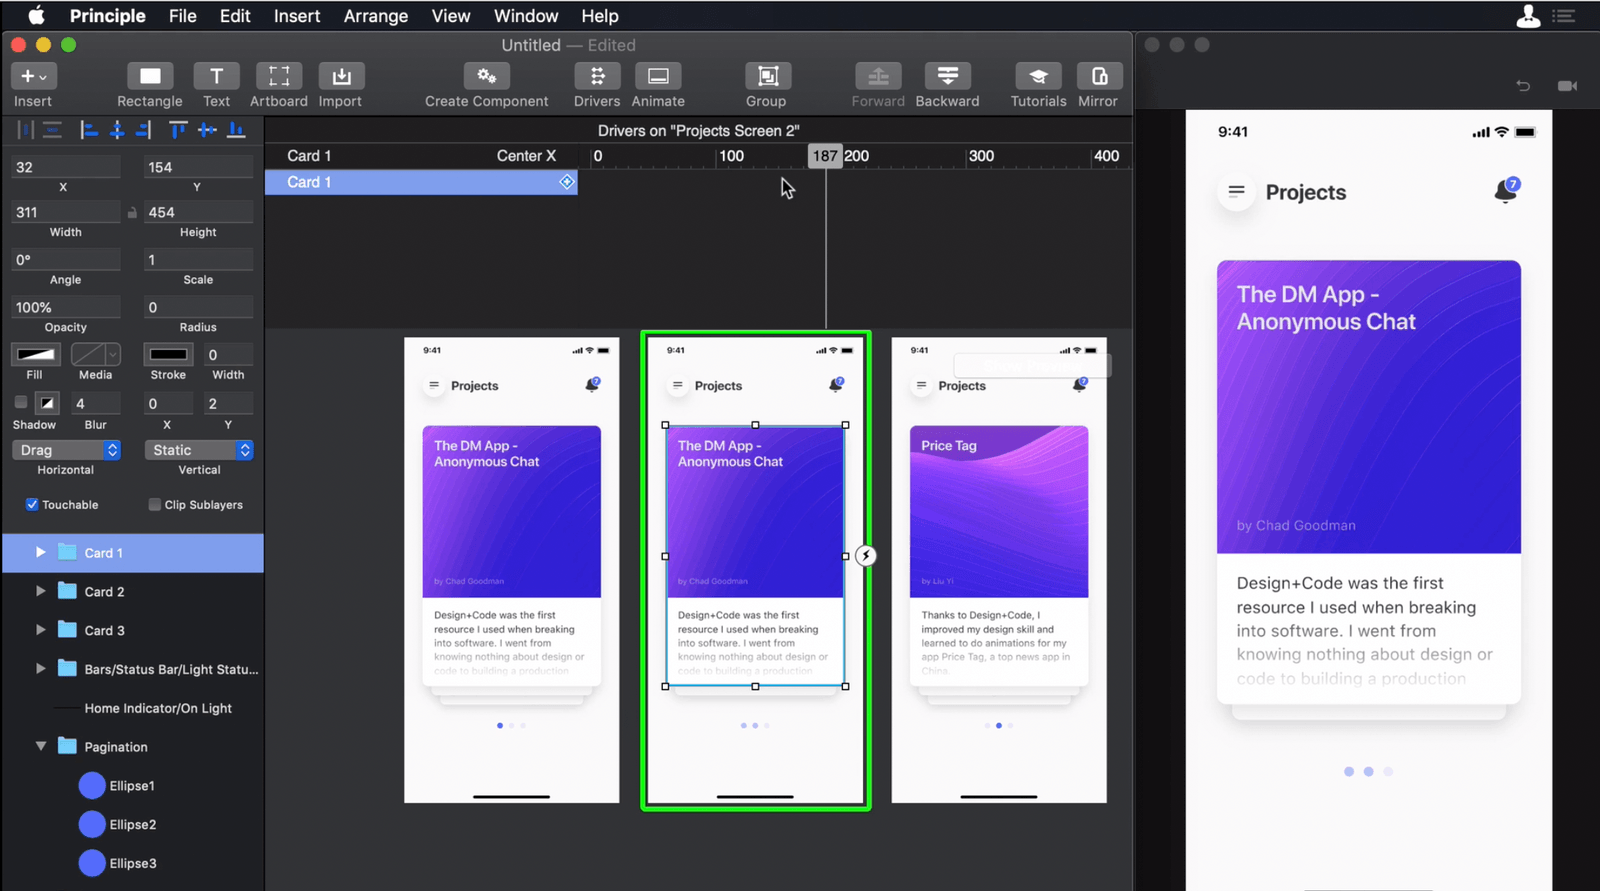 Principle File Edit Insert Arrange View Window Help
Untitled — Edited
Insert Rectangle Text Artboard Import Create Component Drivers Animate Group Forward Backward Tutorials Mirror
Drivers on "Projects Screen 2"
Card 1 Center X 0 100 187 200 300 400
Card 1
32 154
X Y
311 454
Width Height
0° 1
Angle Scale
100% 0
Opacity Radius
0
Fill Media Stroke Width
4 0 2
Shadow Blur X Y
Drag Static
Horizontal Vertical
Touchable Clip Sublayers
Card 1
Card 2
Card 3
Bars/Status Bar/Light Statu...
Home Indicator/On Light
Pagination
Ellipse1
Ellipse2
Ellipse3
9:41
Projects
7
The DM App -
Anonymous Chat
by Chad Goodman
Design+Code was the first
resource I used when breaking
into software. I went from
knowing nothing about design or
code to building a production
9:41
Projects
7
The DM App -
Anonymous Chat
by Chad Goodman
Design+Code was the first
resource I used when breaking
into software. I went from
knowing nothing about design or
code to building a production
9:41
Projects
7
Price Tag
by Liu Yi
Thanks to Design+Code, I
improved my design skill and
learned to do animations for my
app Price Tag, a top news app in
China.
9:41
Projects
7
The DM App -
Anonymous Chat
by Chad Goodman
Design+Code was the first
resource I used when breaking
into software. I went from
knowing nothing about design or
code to building a production